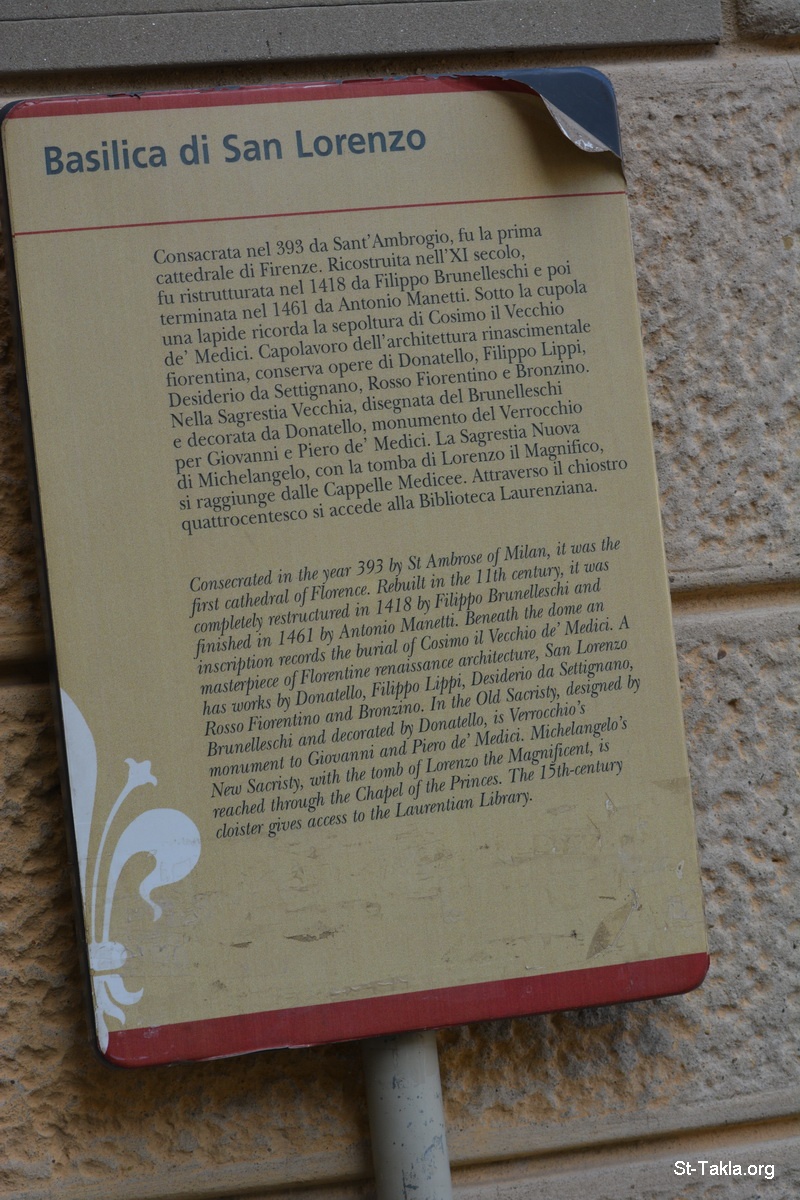 Basilica di San Lorenzo
Consacrata nel 393 da Sant'Ambrogio, fu la prima
cattedrale di Firenze. Ricostruita nell'XI secolo,
fu ristrutturata nel 1418 da Filippo Brunelleschi e poi
terminata nel 1461 da Antonio Manetti. Sotto la cupola
una lapide ricorda la sepoltura di Cosimo il Vecchio
de' Medici. Capolavoro dell'architettura rinascimentale
fiorentina, conserva opere di Donatello, Filippo Lippi,
Desiderio da Settignano, Rosso Fiorentino e Bronzino.
Nella Sagrestia Vecchia, disegnata del Brunelleschi
e decorata da Donatello, monumento del Verrocchio
per Giovanni e Piero de' Medici. La Sagrestia Nuova
di Michelangelo, con la tomba di Lorenzo il Magnifico,
si raggiunge dalle Cappelle Medicee. Attraverso il chiostro
quattrocentesco si accede alla Biblioteca Laurenziana.
Consecrated in the year 393 by St Ambrose of Milan, it was the
first cathedral of Florence. Rebuilt in the 11th century, it was
completely restructured in 1418 by Filippo Brunelleschi and
finished in 1461 by Antonio Manetti. Beneath the dome an
inscription records the burial of Cosimo il Vecchio de' Medici. A
masterpiece of Florentine renaissance architecture, San Lorenzo
has works by Donatello, Filippo Lippi, Desiderio da Settignano,
Rosso Fiorentino and Bronzino. In the Old Sacristy, designed by
Brunelleschi and decorated by Donatello, is Verrocchio's
monument to Giovanni and Piero de' Medici. Michelangelo's
New Sacristy, with the tomb of Lorenzo the Magnificent, is
reached through the Chapel of the Princes. The 15th-century
cloister gives access to the Laurentian Library.
St-Takla.org